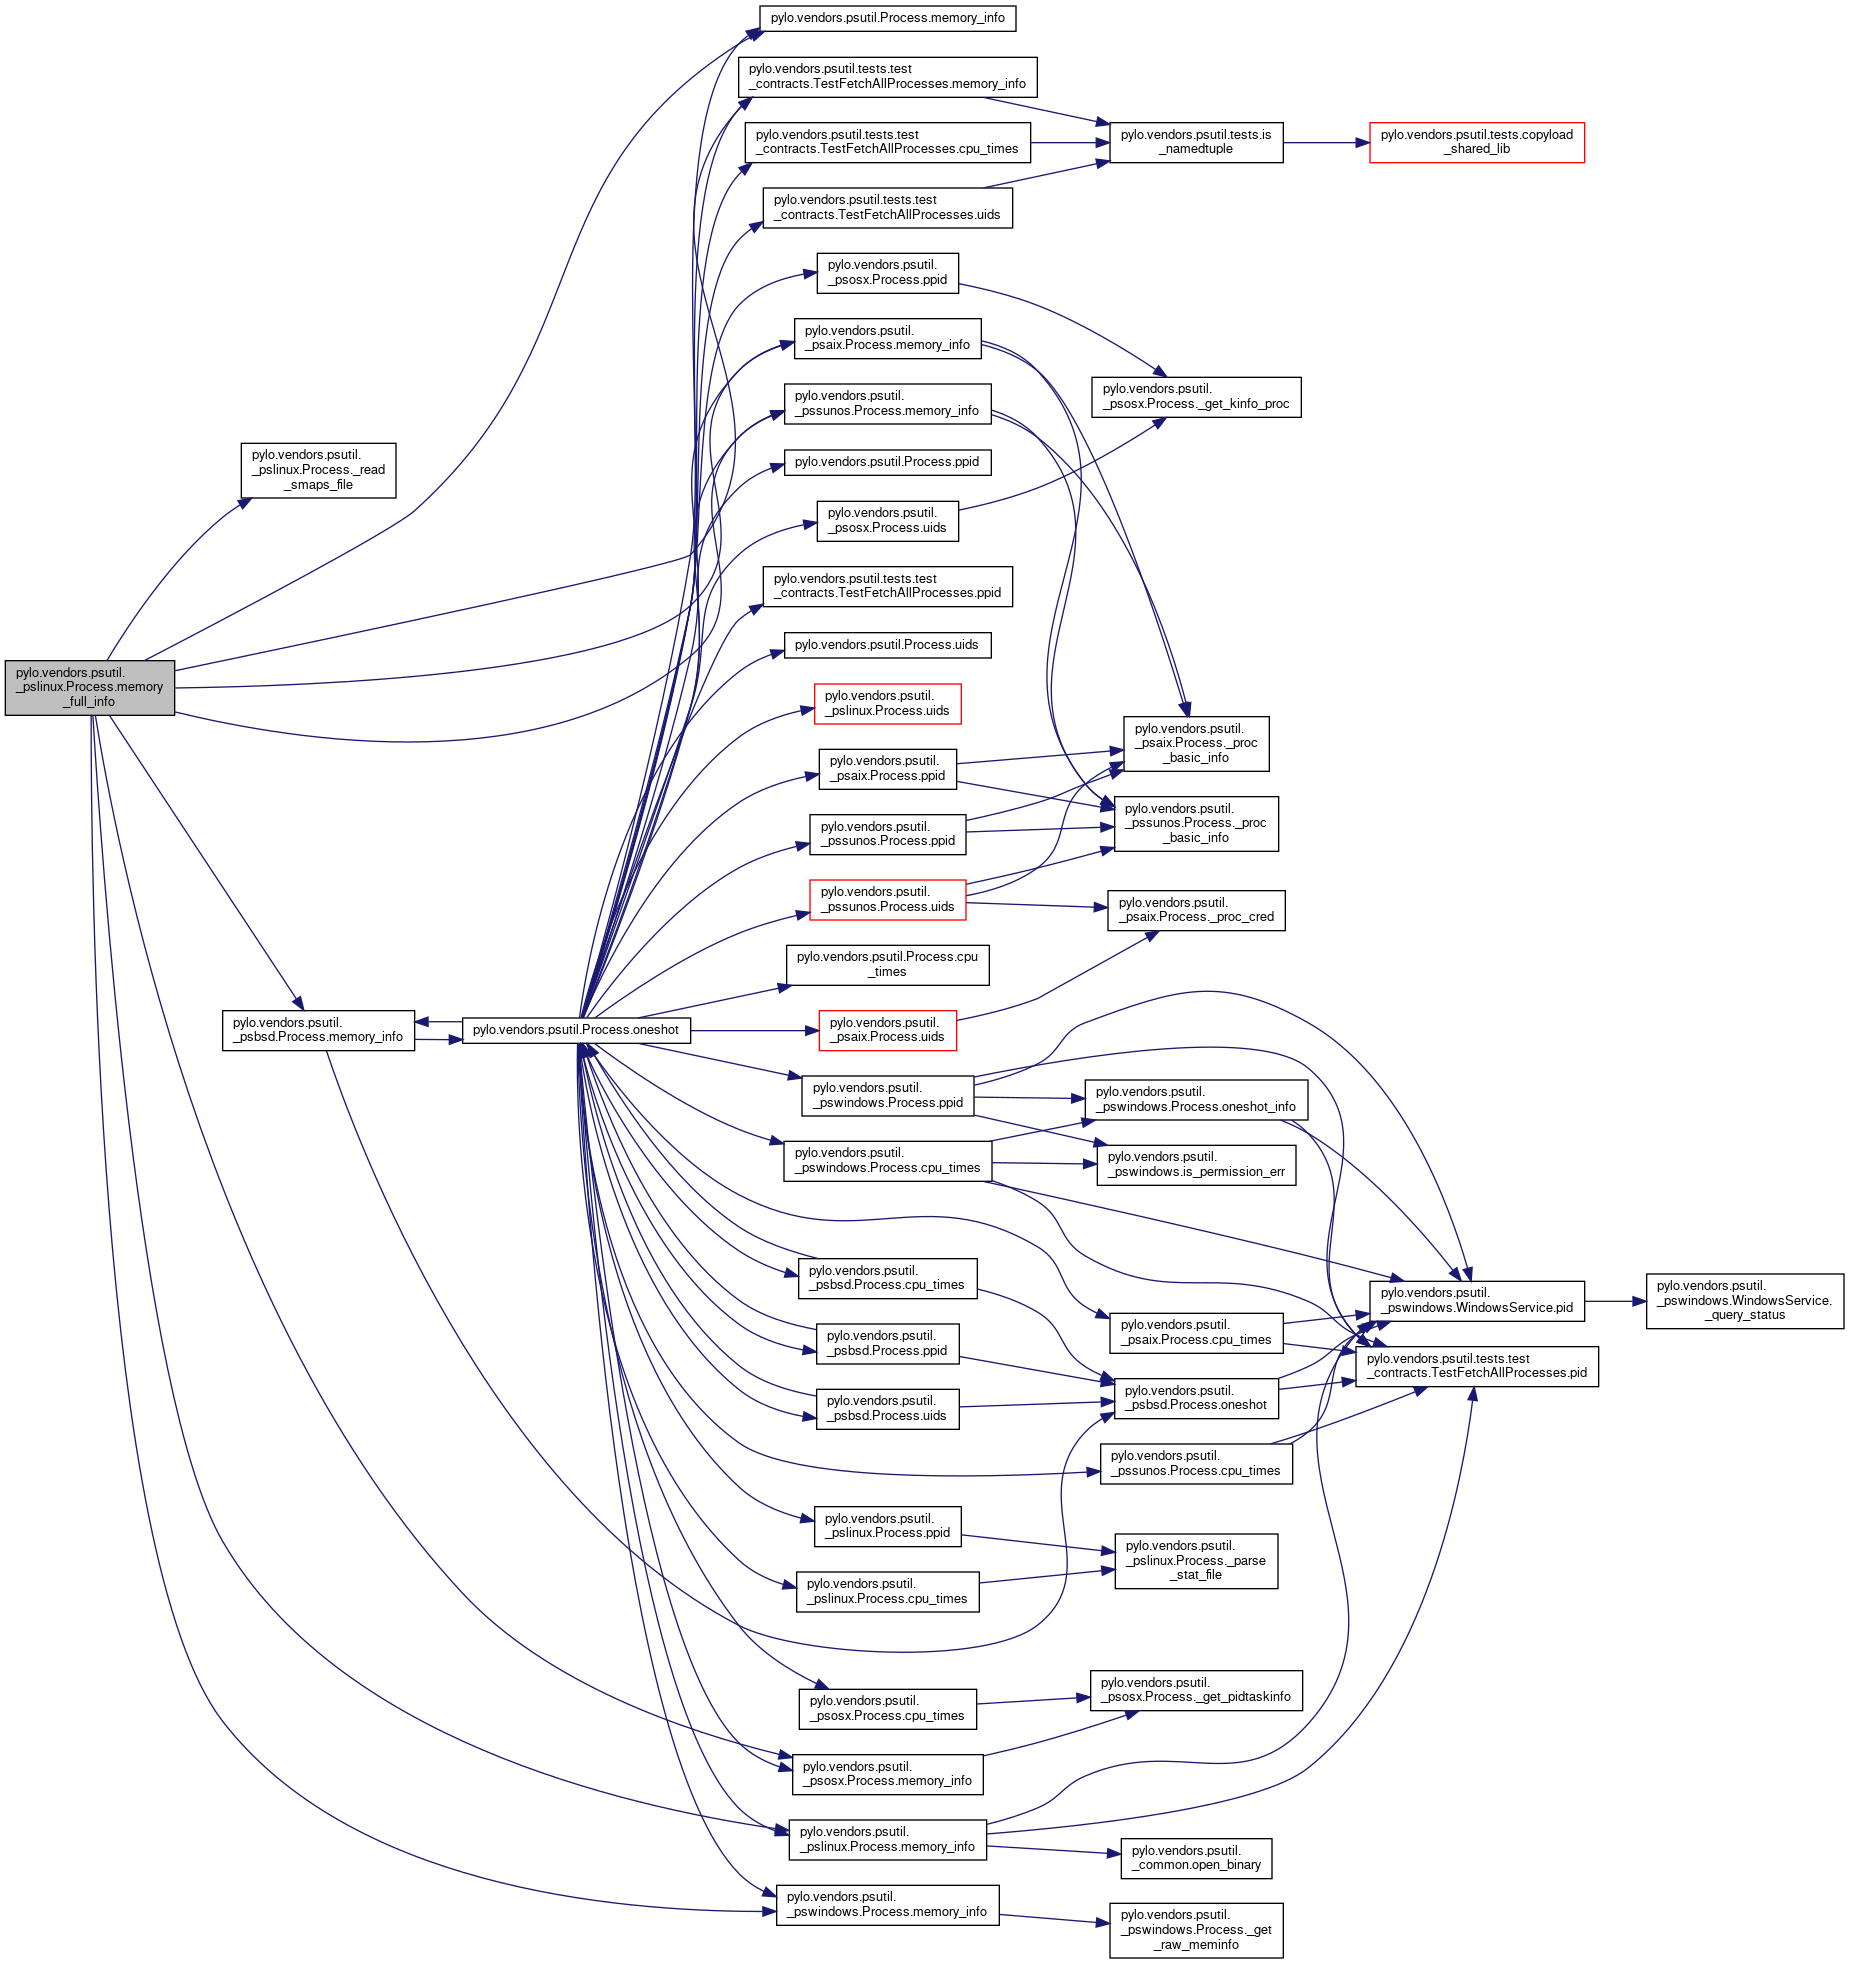 pylo.vendors.psutil.Process.memory_info
pylo.vendors.psutil.tests.test
_contracts.TestFetchAllProcesses.memory_info
pylo.vendors.psutil.tests.test
_contracts.TestFetchAllProcesses.cpu_times
pylo.vendors.psutil.tests.is
_namedtuple
pylo.vendors.psutil.tests.copyload
_shared_lib
pylo.vendors.psutil.tests.test
_contracts.TestFetchAllProcesses.uids
pylo.vendors.psutil.
_psosx.Process.ppid
pylo.vendors.psutil.
_psaix.Process.memory_info
pylo.vendors.psutil.
_psosx.Process._get_kinfo_proc
pylo.vendors.psutil.
_pssunos.Process.memory_info
pylo.vendors.psutil.
_pslinux.Process._read
_smaps_file
pylo.vendors.psutil.Process.ppid
pylo.vendors.psutil.
_psosx.Process.uids
pylo.vendors.psutil.tests.test
_contracts.TestFetchAllProcesses.ppid
pylo.vendors.psutil.Process.uids
pylo.vendors.psutil.
_pslinux.Process.memory
_full_info
pylo.vendors.psutil.
_pslinux.Process.uids
pylo.vendors.psutil.
_psaix.Process._proc
_basic_info
pylo.vendors.psutil.
_psaix.Process.ppid
pylo.vendors.psutil.
_pssunos.Process._proc
_basic_info
pylo.vendors.psutil.
_pssunos.Process.ppid
pylo.vendors.psutil.
_pssunos.Process.uids
pylo.vendors.psutil.
_psaix.Process._proc_cred
pylo.vendors.psutil.Process.cpu
_times
pylo.vendors.psutil.
_psbsd.Process.memory_info
pylo.vendors.psutil.Process.oneshot
pylo.vendors.psutil.
_psaix.Process.uids
pylo.vendors.psutil.
_pswindows.Process.ppid
pylo.vendors.psutil.
_pswindows.Process.oneshot_info
pylo.vendors.psutil.
_pswindows.Process.cpu_times
pylo.vendors.psutil.
_pswindows.is_permission_err
pylo.vendors.psutil.
_psbsd.Process.cpu_times
pylo.vendors.psutil.
_pswindows.WindowsService.pid
pylo.vendors.psutil.
_pswindows.WindowsService.
_query_status
pylo.vendors.psutil.
_psaix.Process.cpu_times
pylo.vendors.psutil.
_psbsd.Process.ppid
pylo.vendors.psutil.tests.test
_contracts.TestFetchAllProcesses.pid
pylo.vendors.psutil.
_psbsd.Process.uids
pylo.vendors.psutil.
_psbsd.Process.oneshot
pylo.vendors.psutil.
_pssunos.Process.cpu_times
pylo.vendors.psutil.
_pslinux.Process.ppid
pylo.vendors.psutil.
_pslinux.Process._parse
_stat_file
pylo.vendors.psutil.
_pslinux.Process.cpu_times
pylo.vendors.psutil.
_psosx.Process._get_pidtaskinfo
pylo.vendors.psutil.
_psosx.Process.cpu_times
pylo.vendors.psutil.
_psosx.Process.memory_info
pylo.vendors.psutil.
_pslinux.Process.memory_info
pylo.vendors.psutil.
_common.open_binary
pylo.vendors.psutil.
_pswindows.Process.memory_info
pylo.vendors.psutil.
_pswindows.Process._get
_raw_meminfo